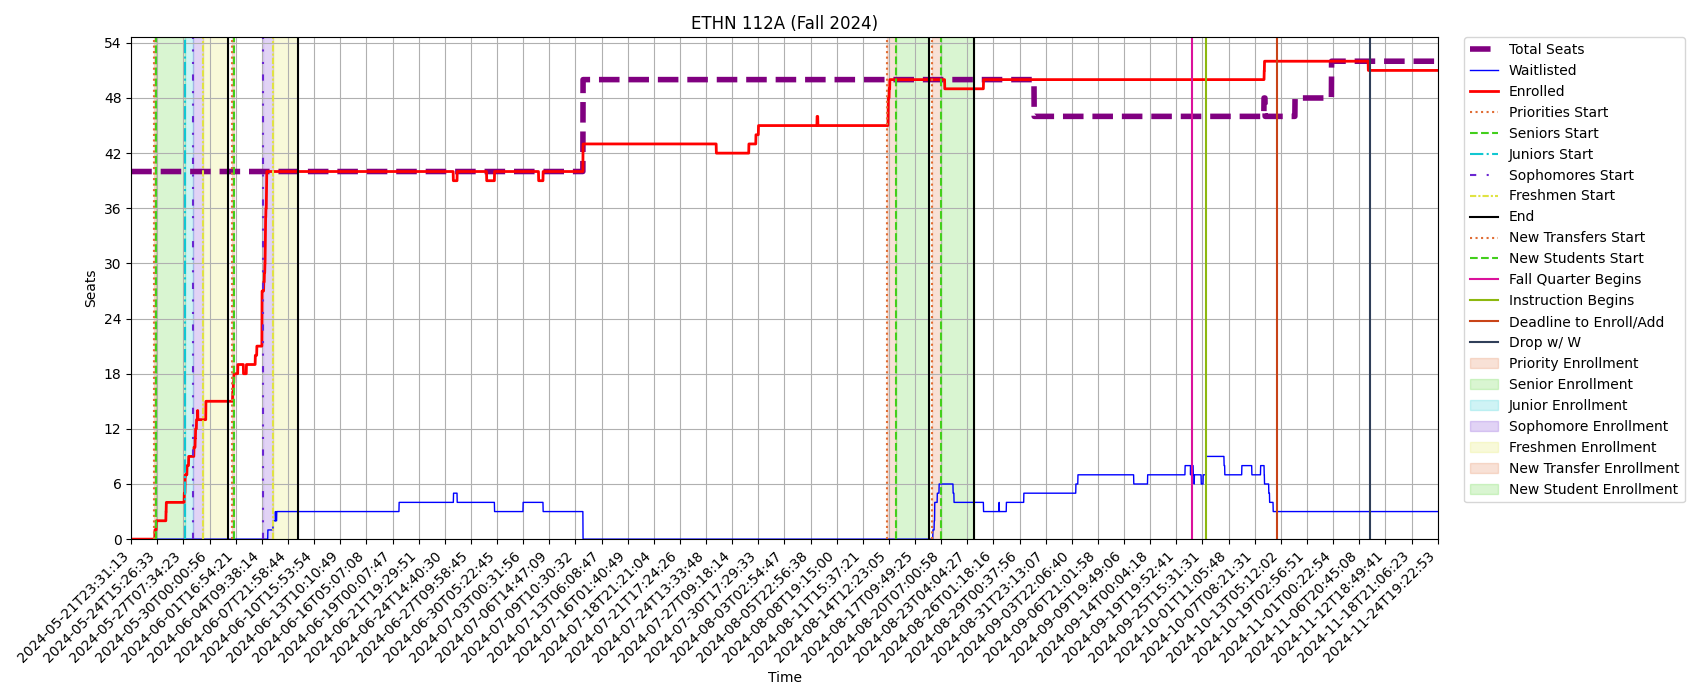 ETHN 112A (Fall 2024)
54
48
42
36
30
24
18
12
6
0
Seats
2024-05-21T23:31:13
2024-05-24T15:26:33
2024-05-27T07:34:23
2024-05-30T00:00:56
2024-06-01T16:54:21
2024-06-04T09:38:14
2024-06-07T21:58:44
2024-06-10T15:53:54
2024-06-13T10:10:49
2024-06-16T05:07:08
2024-06-19T00:07:47
2024-06-21T19:29:51
2024-06-24T14:40:30
2024-06-27T09:58:45
2024-06-30T05:22:45
2024-07-03T00:31:56
2024-07-06T14:47:09
2024-07-09T10:30:32
2024-07-13T06:08:47
2024-07-16T01:40:49
2024-07-18T21:21:04
2024-07-21T17:24:26
2024-07-24T13:33:48
2024-07-27T09:18:14
2024-07-30T17:29:33
2024-08-03T02:54:47
2024-08-05T22:56:38
2024-08-08T19:15:00
2024-08-11T15:37:21
2024-08-14T12:23:05
2024-08-17T09:49:25
2024-08-20T07:00:58
2024-08-23T04:04:27
2024-08-26T01:18:16
2024-08-29T00:37:56
2024-08-31T23:13:07
2024-09-03T22:06:40
2024-09-06T21:01:58
2024-09-09T19:49:06
2024-09-14T00:04:18
2024-09-19T19:52:41
2024-09-25T15:31:31
2024-10-01T11:05:48
2024-10-07T08:21:31
2024-10-13T05:12:02
2024-10-19T02:56:51
2024-11-01T00:22:54
2024-11-06T20:45:08
2024-11-12T18:49:41
2024-11-18T21:06:23
2024-11-24T19:22:53
Time
Total Seats
Waitlisted
Enrolled
Priorities Start
Seniors Start
Juniors Start
Sophomores Start
Freshmen Start
End
New Transfers Start
New Students Start
Fall Quarter Begins
Instruction Begins
Deadline to Enroll/Add
Drop w/ W
Priority Enrollment
Senior Enrollment
Junior Enrollment
Sophomore Enrollment
Freshmen Enrollment
New Transfer Enrollment
New Student Enrollment